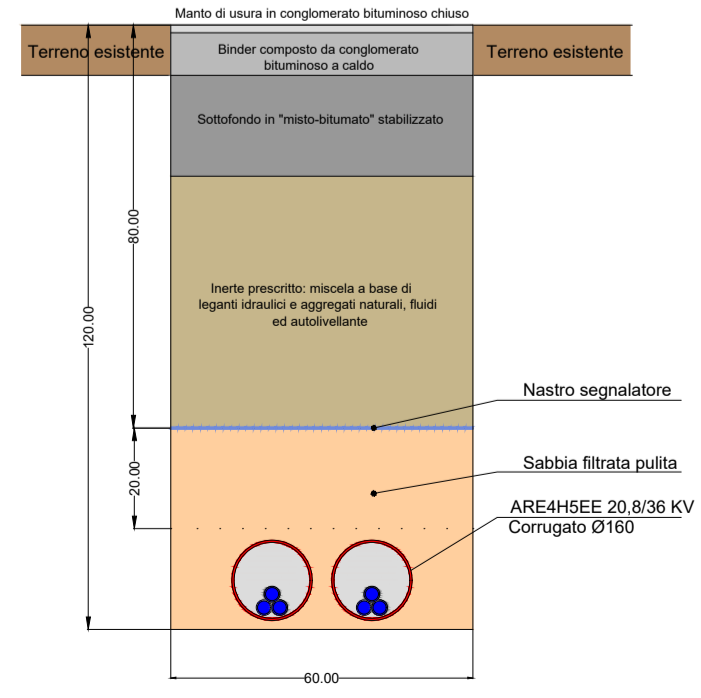 Manto di usura in conglomerato bituminoso chiuso
Terreno esistente
Binder composto da conglomerato
bituminoso a caldo
Terreno esistente
Sottofondo in "misto-bitumato" stabilizzato
80.00
120.00
Inerte prescritto: miscela a base di
leganti idraulici e aggregati naturali, fluidi
ed autolivellante
Nastro segnalatore
20.00
Sabbia filtrata pulita
ARE4H5EE 20,8/36 KV
Corrugato Ø160
60.00